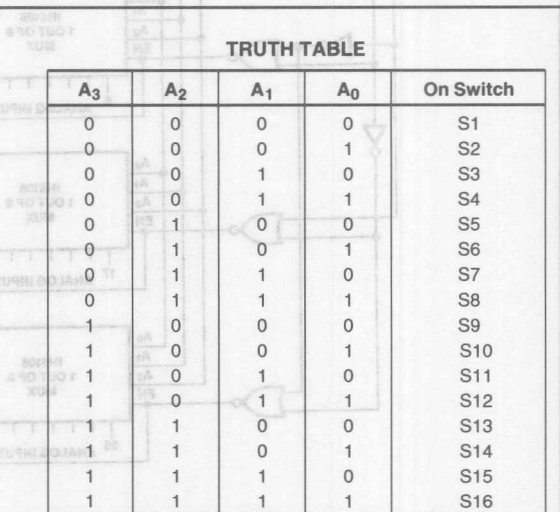 TRUTH TABLE
A3 A2 A1 A0 On Switch
0 0 0 0 S1
0 0 0 1 S2
0 0 1 0 S3
0 0 1 1 S4
0 1 0 0 S5
0 1 0 1 S6
0 1 1 0 S7
0 1 1 1 S8
1 0 0 0 S9
1 0 0 1 S10
1 0 1 0 S11
1 0 1 1 S12
1 1 0 0 S13
1 1 0 1 S14
1 1 1 0 S15
1 1 1 1 S16